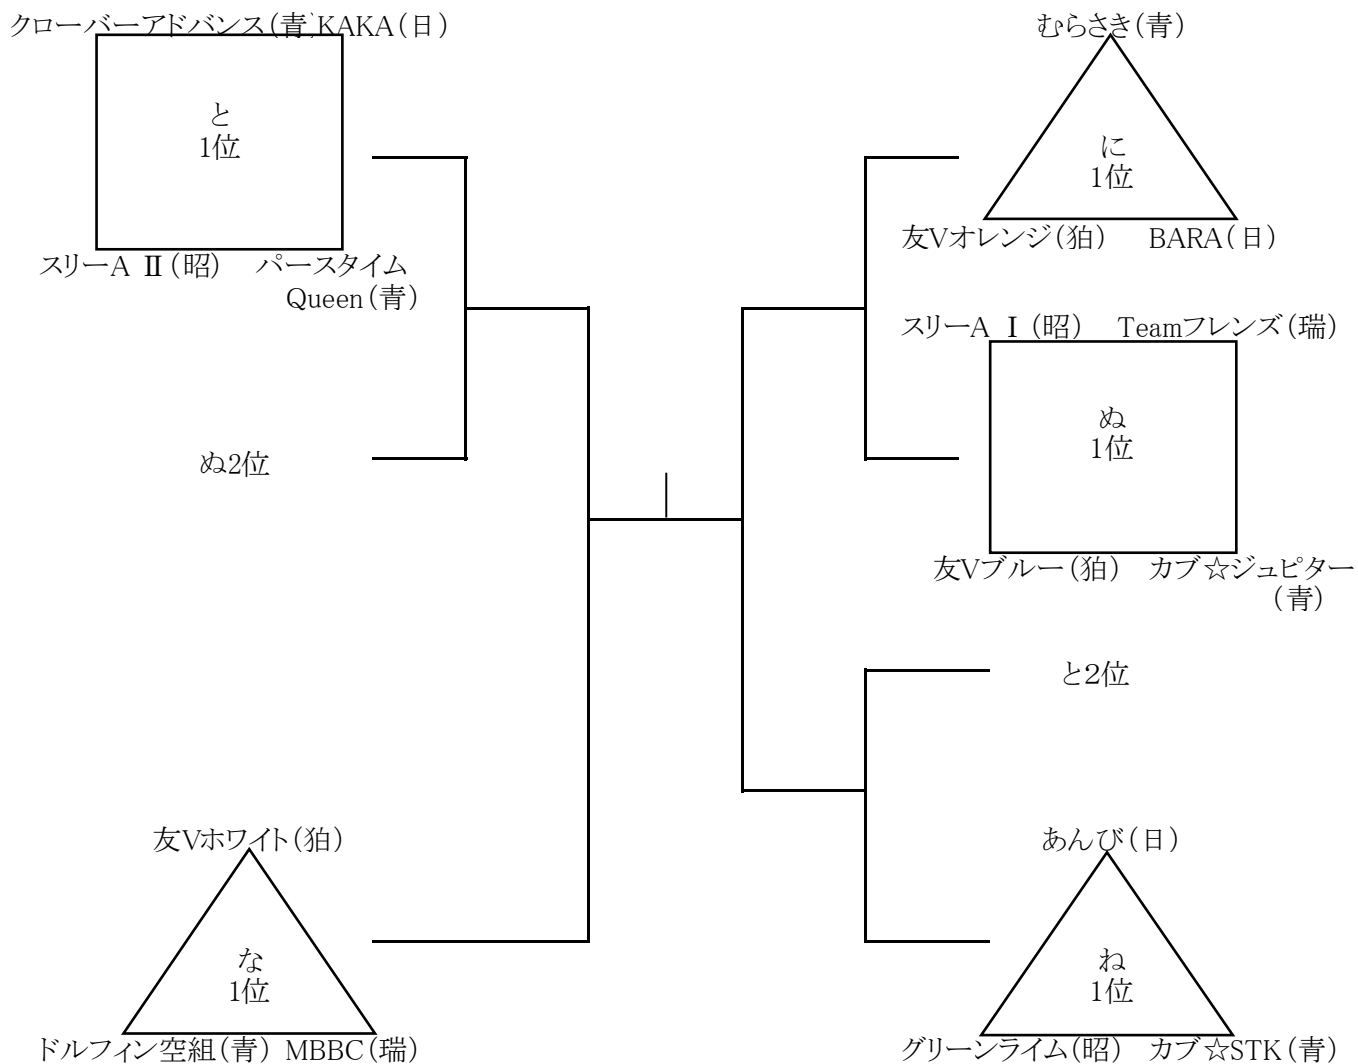 クローバーアドバンス(青)KAKA(日)
と
1位
スリーA Ⅱ(昭) パースタイム
Queen(青)
ぬ2位
友Vホワイト(狛)
な
1位
ドルフィン空組(青) MBBC(瑞)
むらさき(青)
に
1位
友Vオレンジ(狛) BARA(日)
スリーA Ⅰ(昭) Teamフレンズ(瑞)
ぬ
1位
友Vブルー(狛) カブ☆ジュピター
(青)
と2位
あんび(日)
ね
1位
グリーンライム(昭) カブ☆STK(青)